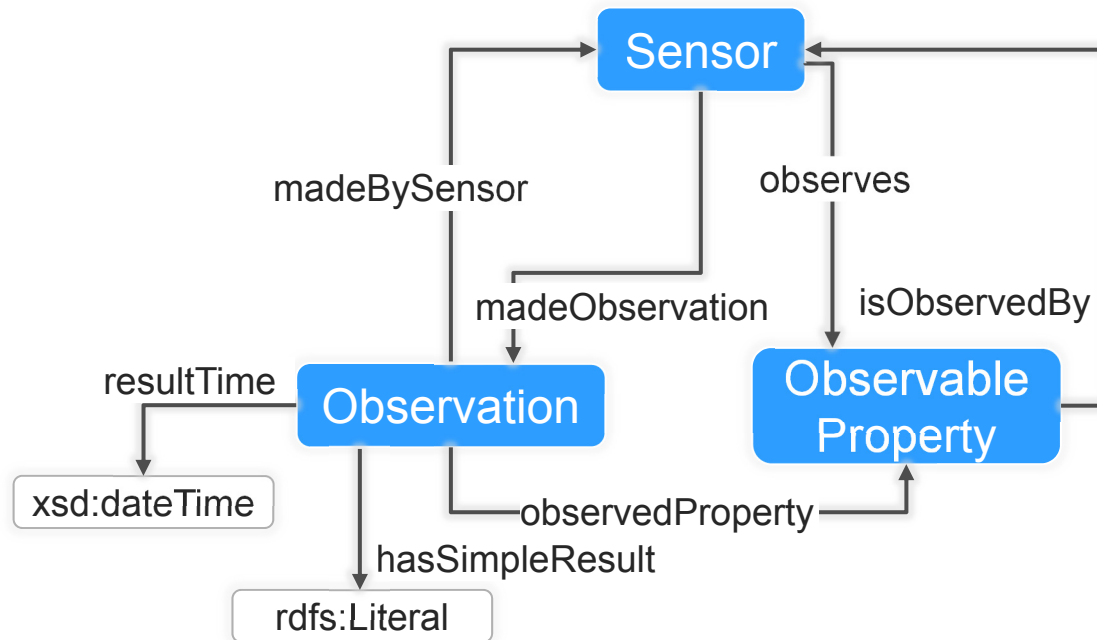 Sensor
madeBySensor
observes
madeObservation
isObservedBy
resultTime
Observation
Observable
Property
xsd:dateTime
observedProperty
hasSimpleResult
rdfs:Literal